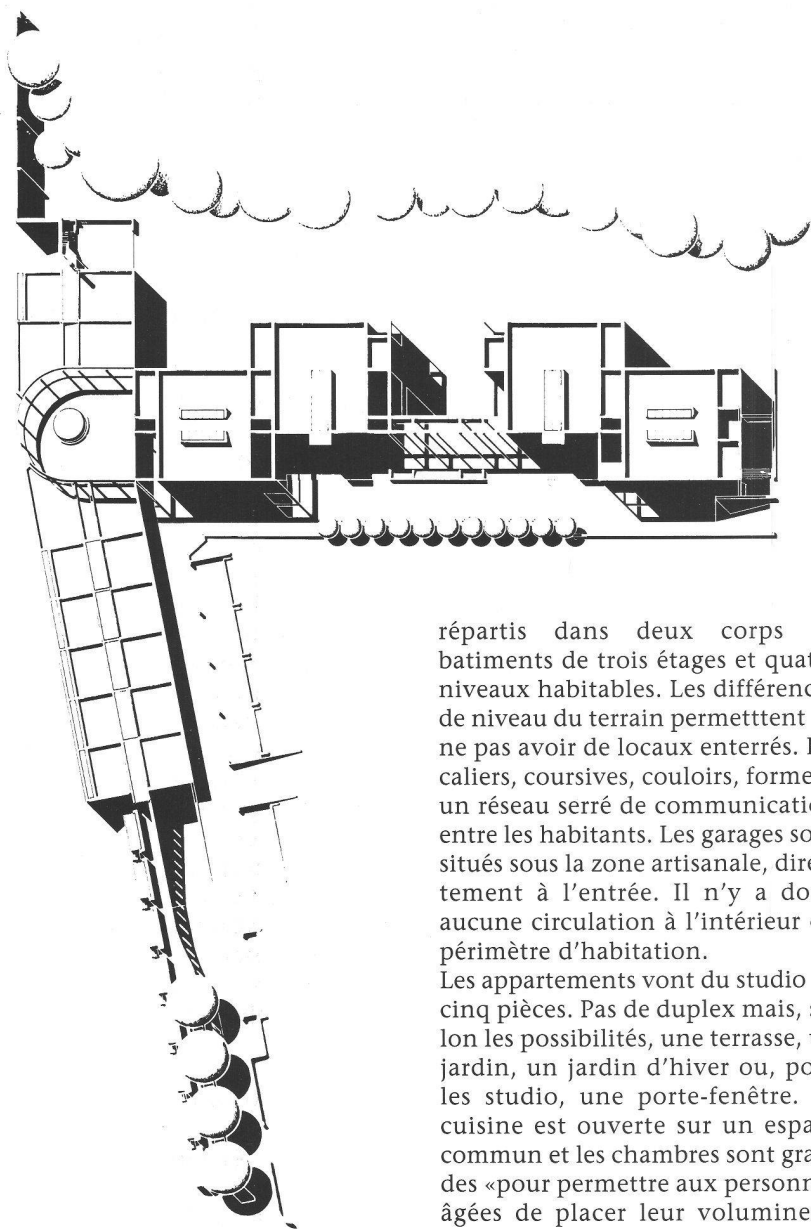 répartis dans deux corps
batiments de trois étages et quat
niveaux habitables. Les différenc
de niveau du terrain permetttent
ne pas avoir de locaux enterrés.
caliers, coursives, couloirs, forme
un réseau serré de communicatio
entre les habitants. Les garages so
situés sous la zone artisanale, dire
tement à l'entrée. Il n'y a do
aucune circulation à l'intérieur
périmètre d'habitation.
Les appartements vont du studio
cinq pièces. Pas de duplex mais, s
lon les possibilités, une terrasse,
jardin, un jardin d'hiver ou, po
les studio, une porte-fenêtre.
cuisine est ouverte sur un espa
commun et les chambres sont gra
des «pour permettre aux personn
âgées de placer leur volumine